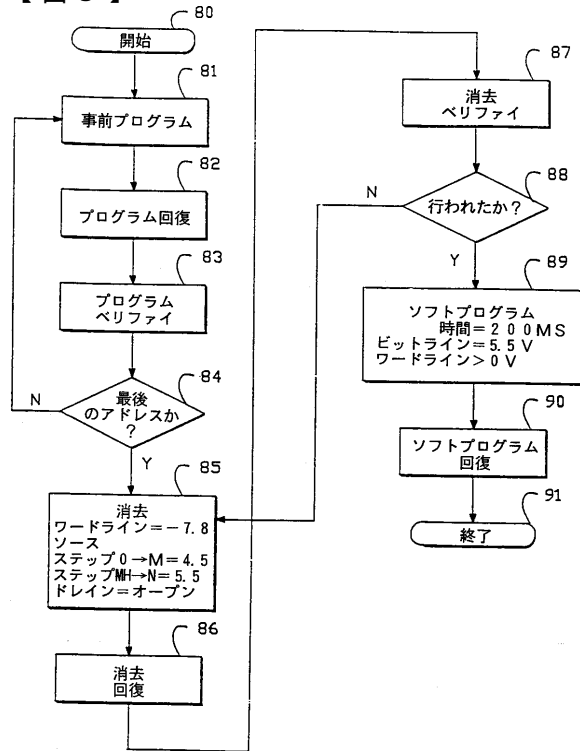 開始
80
81
事前プログラム
82
プログラム回復
83
プログラム
ベリファイ
84
最後
のアドレスか
?
N
Y
85
消去
ワードライン=-7.8
ソース
ステップ0→M=4.5
ステップMH→N=5.5
ドレイン=オープン
86
消去
回復
87
消去
ベリファイ
88
行われたか?
N
Y
89
ソフトプログラム
時間=200MS
ビットライン=5.5V
ワードライン>0V
90
ソフトプログラム
回復
91
終了